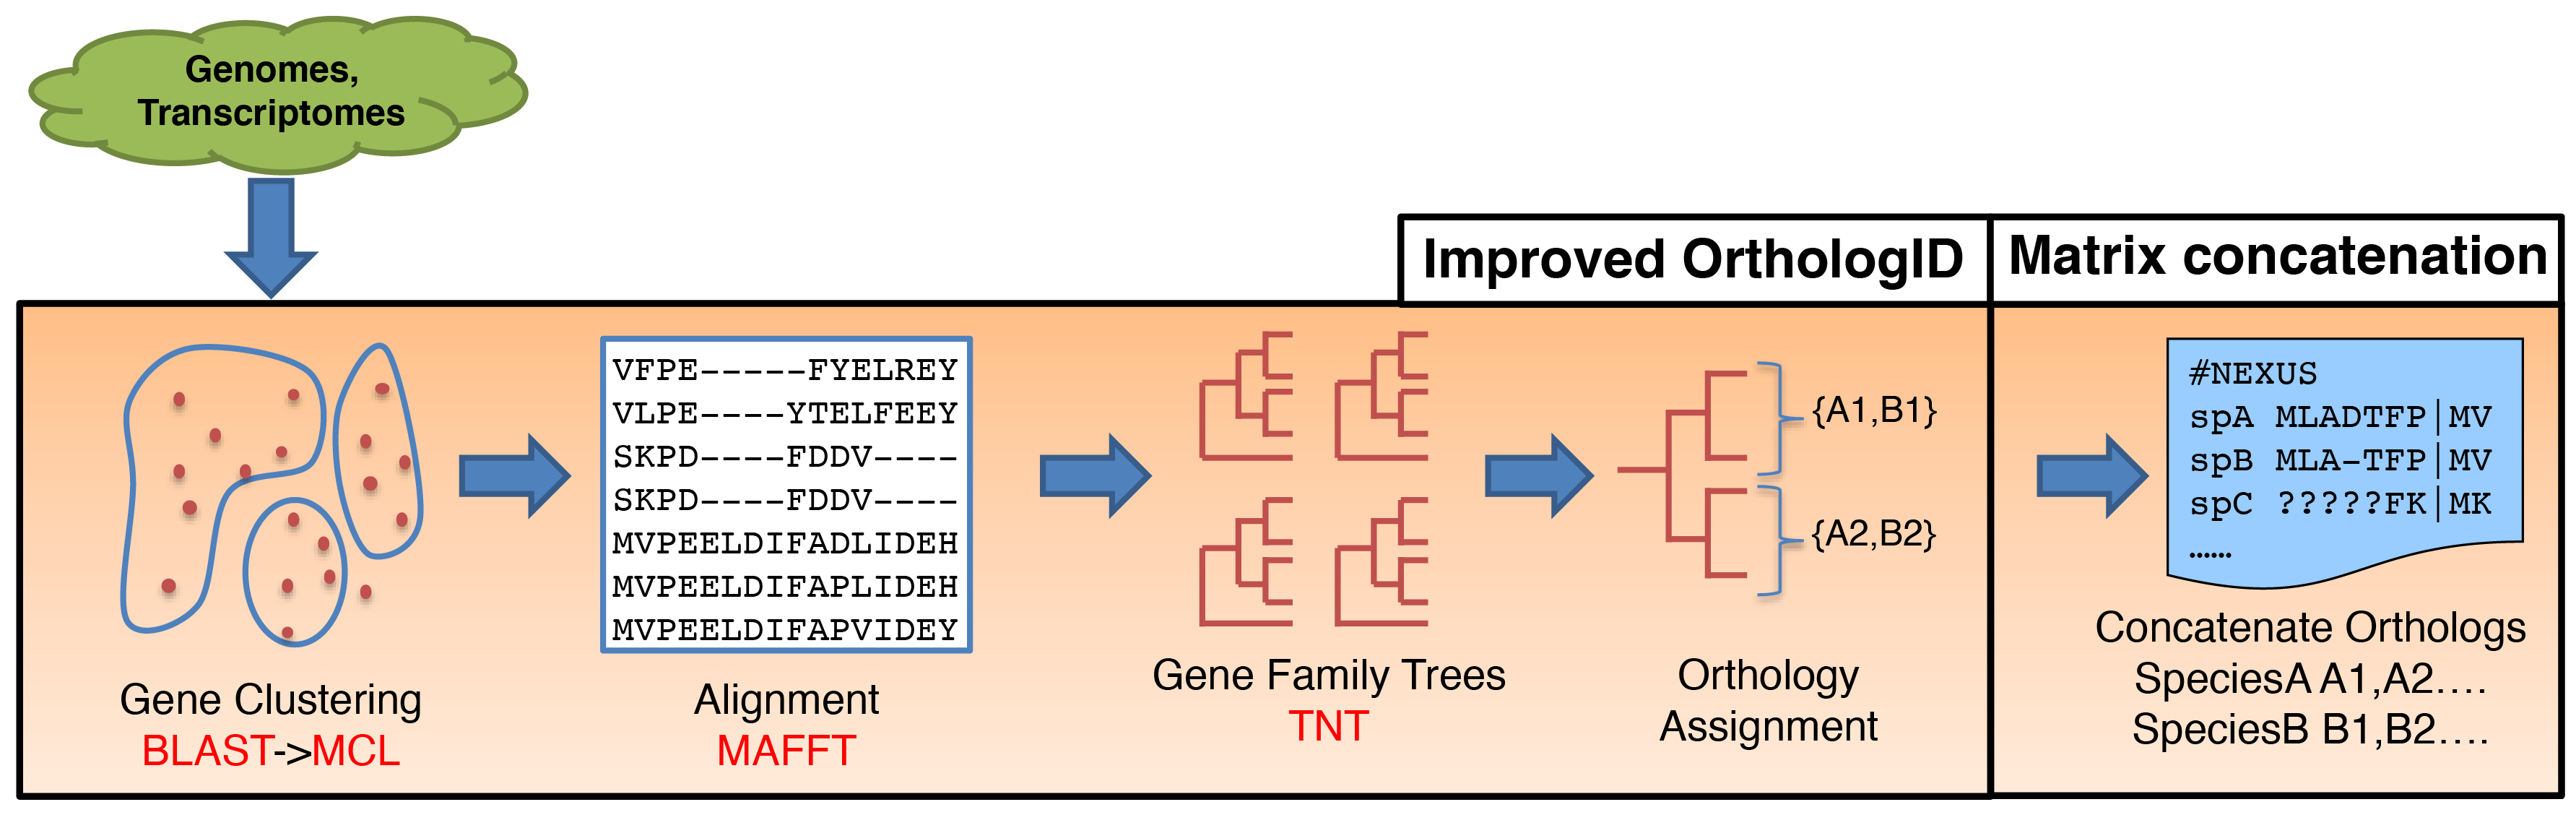 Genomes,
Transcriptomes
Improved OrthologID
Matrix concatenation
VFPE-----FYELREY
VLPE----YTELFEEY
SKPD----FDDV----
SKPD----FDDV----
MVPEELDIFADLIDEH
MVPEELDIFAPLIDEH
MVPEELDIFAPVIDEY
{A1,B1}
{A2,B2}
#NEXUS
spA MLADTFP|MV
spB MLA-TFP|MV
spC ?????FK|MK
......
Gene Clustering
BLAST->MCL
Alignment
MAFFT
Gene Family Trees
TNT
Orthology
Assignment
Concatenate Orthologs
SpeciesA A1,A2....
SpeciesB B1,B2....